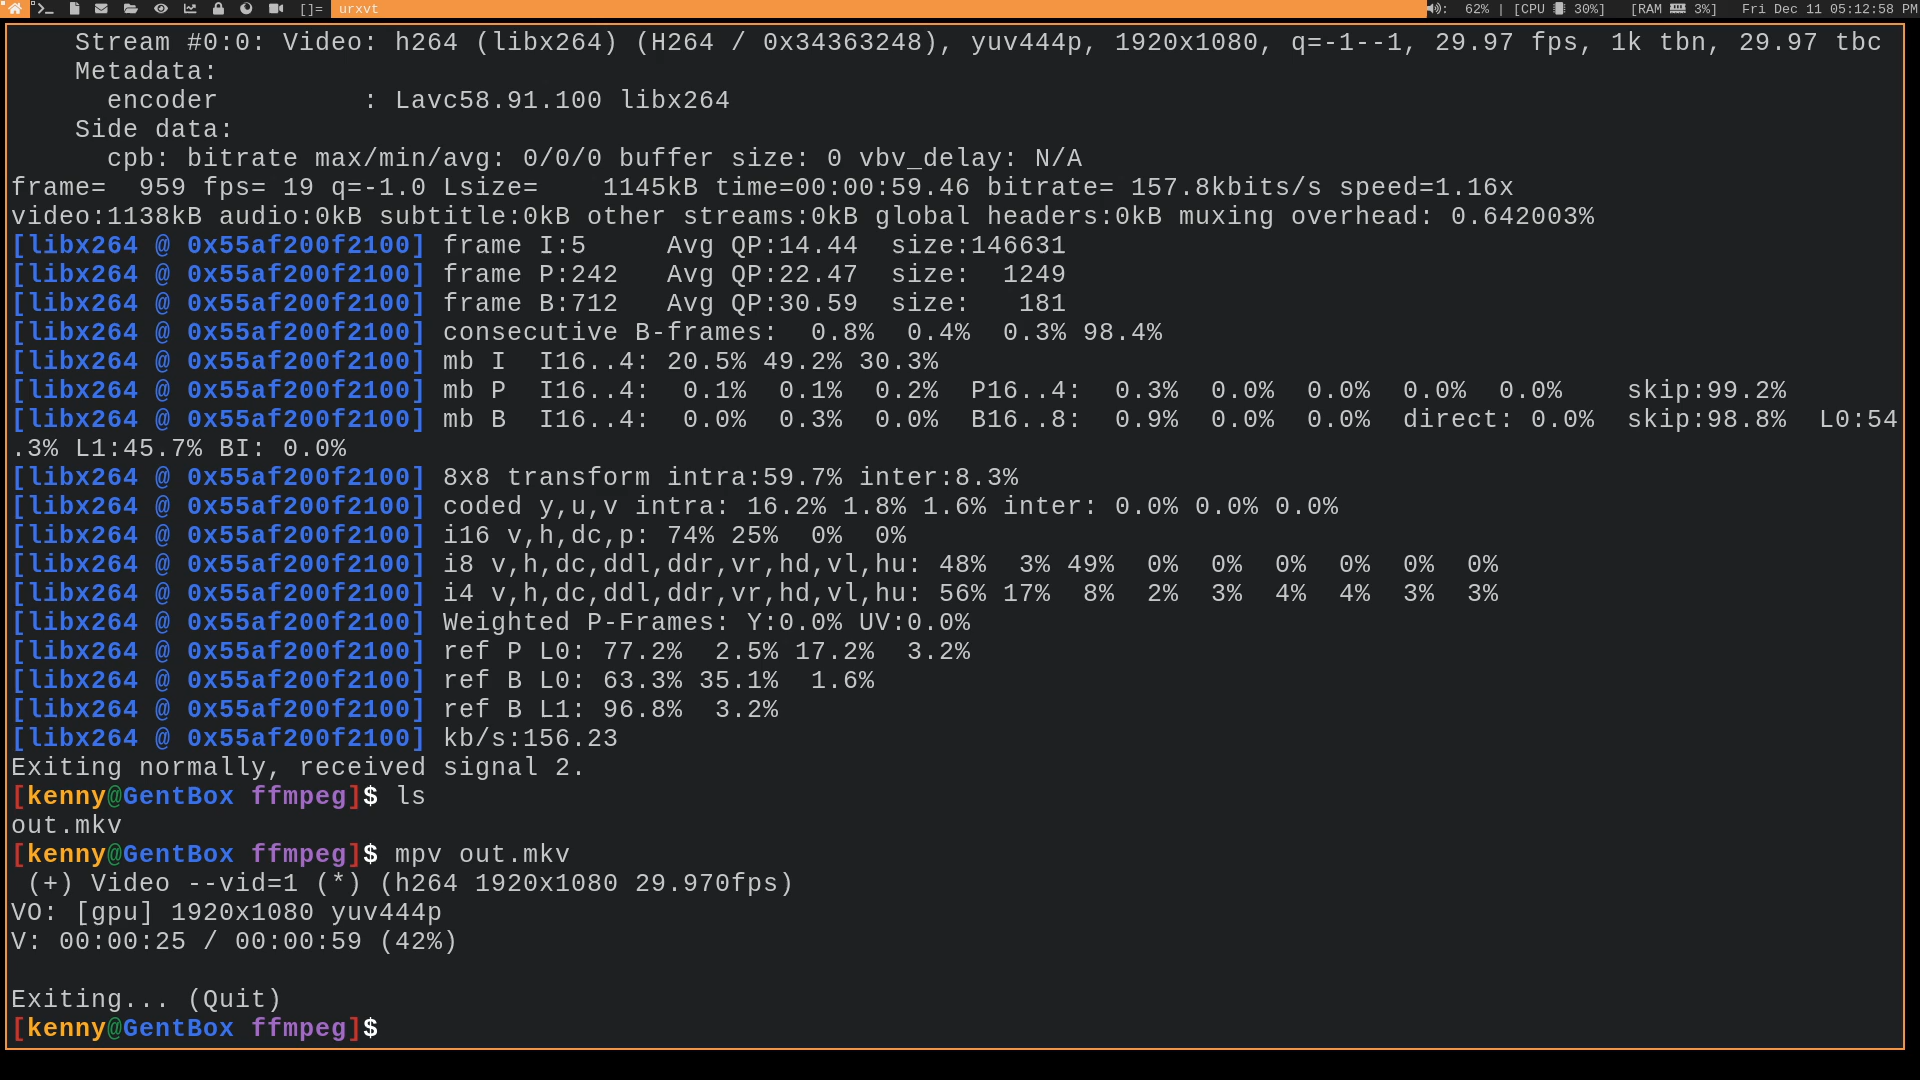 []= urxvt : 62% | [CPU 30%] [RAM 3%] Fri Dec 11 05:12:58 PM
Stream #0:0: Video: h264 (libx264) (H264 / 0x34363248), yuv444p, 1920x1080, q=-1--1, 29.97 fps, 1k tbn, 29.97 tbc
Metadata:
encoder : Lavc58.91.100 libx264
Side data:
cpb: bitrate max/min/avg: 0/0/0 buffer size: 0 vbv_delay: N/A
frame= 959 fps= 19 q=-1.0 Lsize= 1145kB time=00:00:59.46 bitrate= 157.8kbits/s speed=1.16x
video:1138kB audio:0kB subtitle:0kB other streams:0kB global headers:0kB muxing overhead: 0.642003%
[libx264 @ 0x55af200f2100] frame I:5 Avg QP:14.44 size:146631
[libx264 @ 0x55af200f2100] frame P:242 Avg QP:22.47 size: 1249
[libx264 @ 0x55af200f2100] frame B:712 Avg QP:30.59 size: 181
[libx264 @ 0x55af200f2100] consecutive B-frames: 0.8% 0.4% 0.3% 98.4%
[libx264 @ 0x55af200f2100] mb I I16..4: 20.5% 49.2% 30.3%
[libx264 @ 0x55af200f2100] mb P I16..4: 0.1% 0.1% 0.2% P16..4: 0.3% 0.0% 0.0% 0.0% 0.0% skip:99.2%
[libx264 @ 0x55af200f2100] mb B I16..4: 0.0% 0.3% 0.0% B16..8: 0.9% 0.0% 0.0% direct: 0.0% skip:98.8% L0:54
.3% L1:45.7% BI: 0.0%
[libx264 @ 0x55af200f2100] 8x8 transform intra:59.7% inter:8.3%
[libx264 @ 0x55af200f2100] coded y,u,v intra: 16.2% 1.8% 1.6% inter: 0.0% 0.0% 0.0%
[libx264 @ 0x55af200f2100] i16 v,h,dc,p: 74% 25% 0% 0%
[libx264 @ 0x55af200f2100] i8 v,h,dc,ddl,ddr,vr,hd,vl,hu: 48% 3% 49% 0% 0% 0% 0% 0% 0%
[libx264 @ 0x55af200f2100] i4 v,h,dc,ddl,ddr,vr,hd,vl,hu: 56% 17% 8% 2% 3% 4% 4% 3% 3%
[libx264 @ 0x55af200f2100] Weighted P-Frames: Y:0.0% UV:0.0%
[libx264 @ 0x55af200f2100] ref P L0: 77.2% 2.5% 17.2% 3.2%
[libx264 @ 0x55af200f2100] ref B L0: 63.3% 35.1% 1.6%
[libx264 @ 0x55af200f2100] ref B L1: 96.8% 3.2%
[libx264 @ 0x55af200f2100] kb/s:156.23
Exiting normally, received signal 2.
[kenny@GentBox ffmpeg]$ ls
out.mkv
[kenny@GentBox ffmpeg]$ mpv out.mkv
(+) Video --vid=1 (*) (h264 1920x1080 29.970fps)
VO: [gpu] 1920x1080 yuv444p
V: 00:00:25 / 00:00:59 (42%)
Exiting... (Quit)
[kenny@GentBox ffmpeg]$